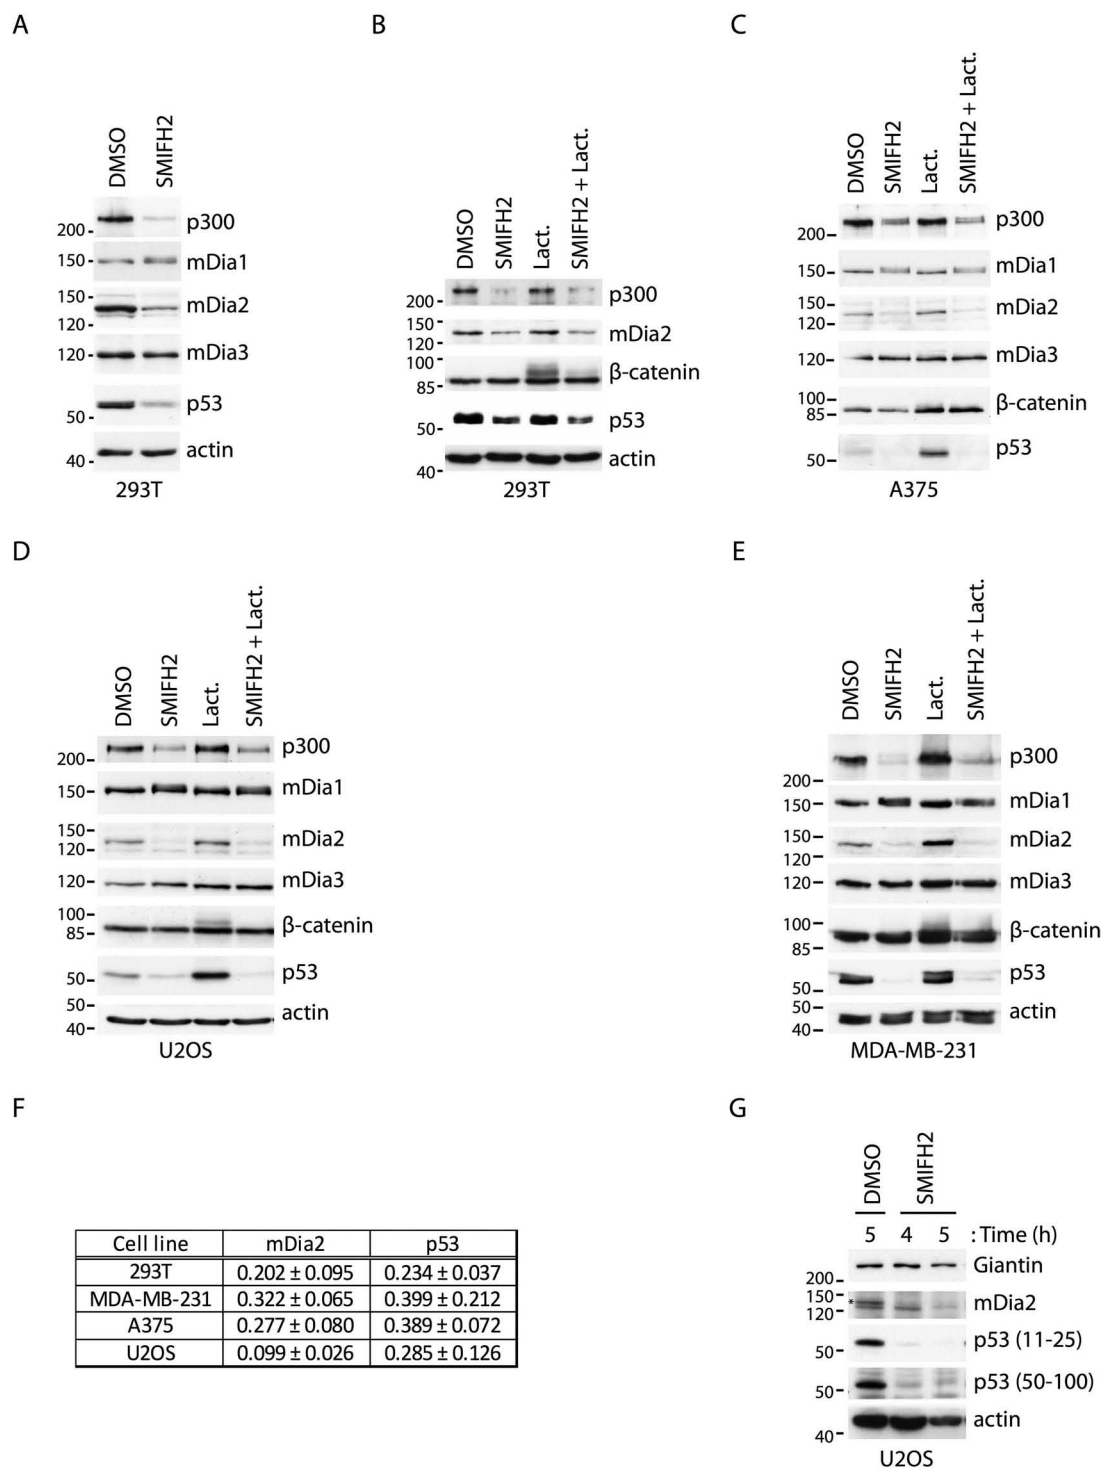 A
B
C
DMSO
SMIFH2
200
p300
150
mDia1
150
120
mDia2
120
mDia3
50
p53
40
actin
293T
DMSO
SMIFH2
Lact.
SMIFH2 + Lact.
200
p300
150
120
mDia2
100
85
β-catenin
50
p53
40
actin
293T
DMSO
SMIFH2
Lact.
SMIFH2 + Lact.
200
p300
150
mDia1
150
120
mDia2
120
mDia3
100
85
β-catenin
50
p53
A375
D
E
DMSO
SMIFH2
Lact.
SMIFH2 + Lact.
200
p300
150
mDia1
150
120
mDia2
120
mDia3
100
85
β-catenin
50
p53
50
40
actin
U2OS
DMSO
SMIFH2
Lact.
SMIFH2 + Lact.
p300
200
150
mDia1
150
120
mDia2
120
mDia3
100
85
β-catenin
50
p53
50
40
actin
MDA-MB-231
F
G
Cell line mDia2 p53
293T 0.202 ± 0.095 0.234 ± 0.037
MDA-MB-231 0.322 ± 0.065 0.399 ± 0.212
A375 0.277 ± 0.080 0.389 ± 0.072
U2OS 0.099 ± 0.026 0.285 ± 0.126
DMSO
SMIFH2
5 4 5 : Time (h)
Giantin
200
150
*
120
mDia2
50
p53 (11-25)
50
p53 (50-100)
40
actin
U2OS